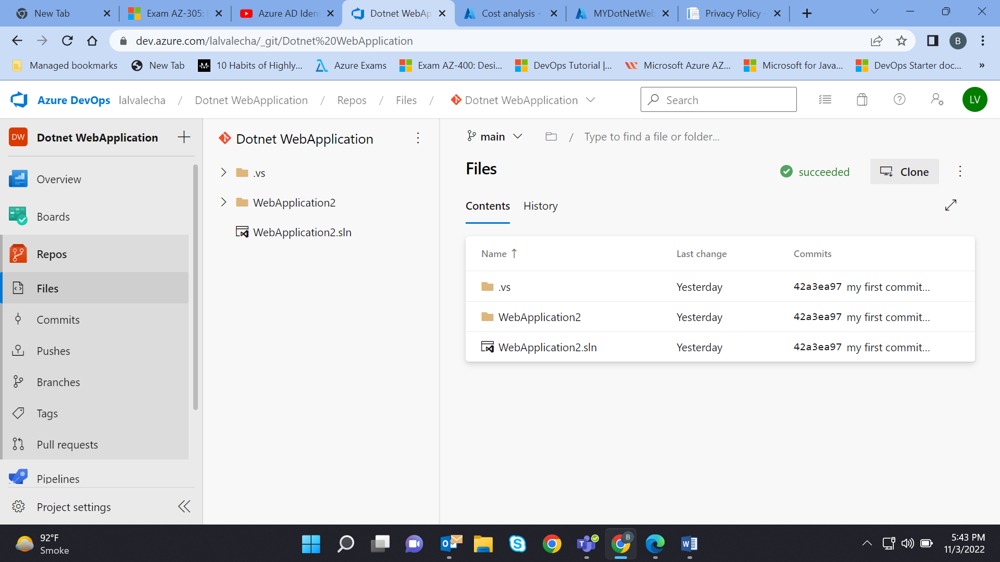 New Tab
Exam AZ-305:
Azure AD Iden
Dotnet WebAp
Cost analysis -
MYDotNetWeb
Privacy Policy -
dev.azure.com/lalvalecha/_git/Dotnet%20WebApplication
B
Managed bookmarks
New Tab
10 Habits of Highly...
Azure Exams
Exam AZ-400: Desi...
DevOps Tutorial |...
Microsoft Azure AZ...
Microsoft for Java...
DevOps Starter doc...
»
Azure DevOps lalvalecha / Dotnet WebApplication / Repos / Files / Dotnet WebApplication
Search
LV
DW Dotnet WebApplication
Overview
Boards
Repos
Files
Commits
Pushes
Branches
Tags
Pull requests
Pipelines
Project settings
Dotnet WebApplication
.vs
WebApplication2
WebApplication2.sln
main / Type to find a file or folder...
Files
succeeded
Clone
Contents History
Name ↑ Last change Commits
.vs Yesterday 42a3ea97 my first commit...
WebApplication2 Yesterday 42a3ea97 my first commit...
WebApplication2.sln Yesterday 42a3ea97 my first commit...
92°F
Smoke
B
5:43 PM
11/3/2022